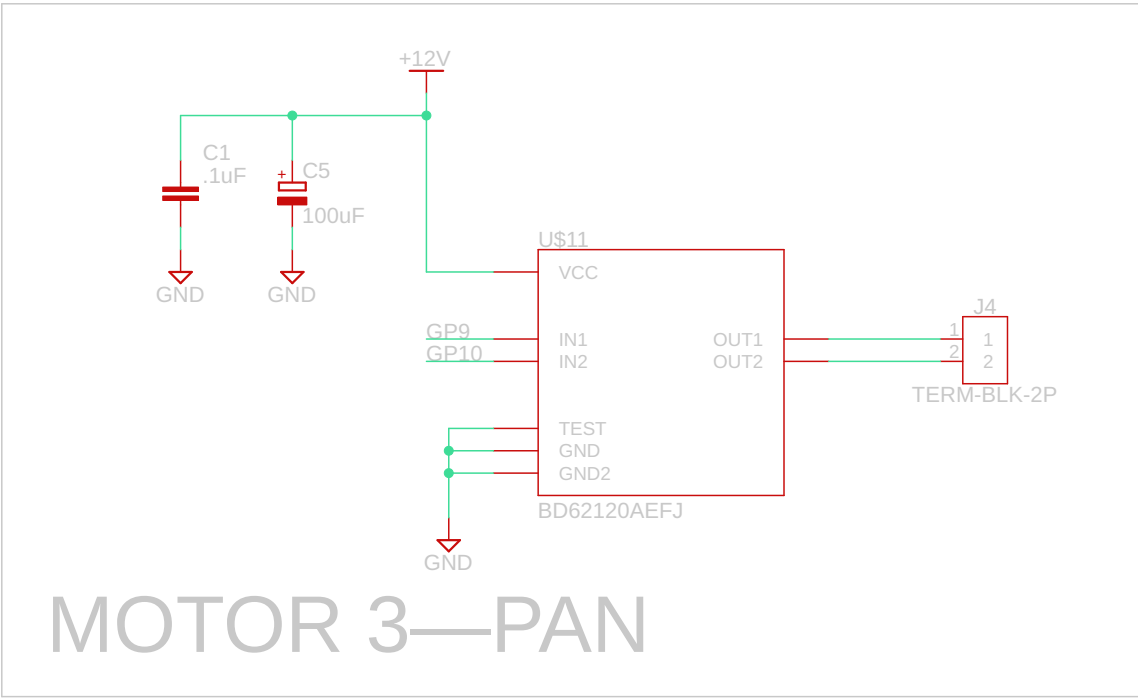 +12V
C1
.1uF
+
C5
100uF
GND
GND
U$11
VCC
GP9
IN1
GP10
IN2
OUT1
OUT2
TEST
GND
GND2
BD62120AEFJ
J4
1
1
2
2
TERM-BLK-2P
GND
MOTOR 3—PAN